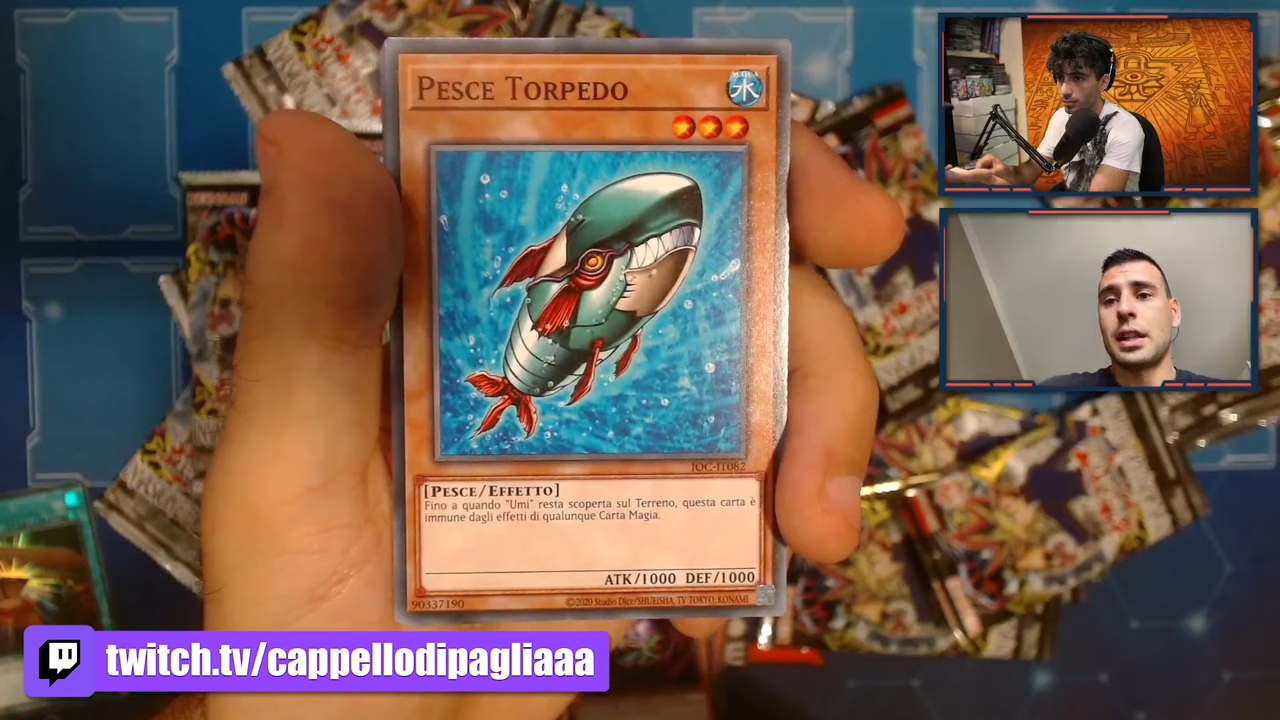 PESCE TORPEDO
ACQUA
水
IOC-IT082
[PESCE/EFFETTO]
Fino a quando "Umi" resta scoperta sul Terreno, questa carta è
immune dagli effetti di qualunque Carta Magia.
ATK/1000 DEF/1000
90337190
©2020 Studio Dice/SHUEISHA, TV TOKYO, KONAMI
twitch.tv/cappellodipagliaaa